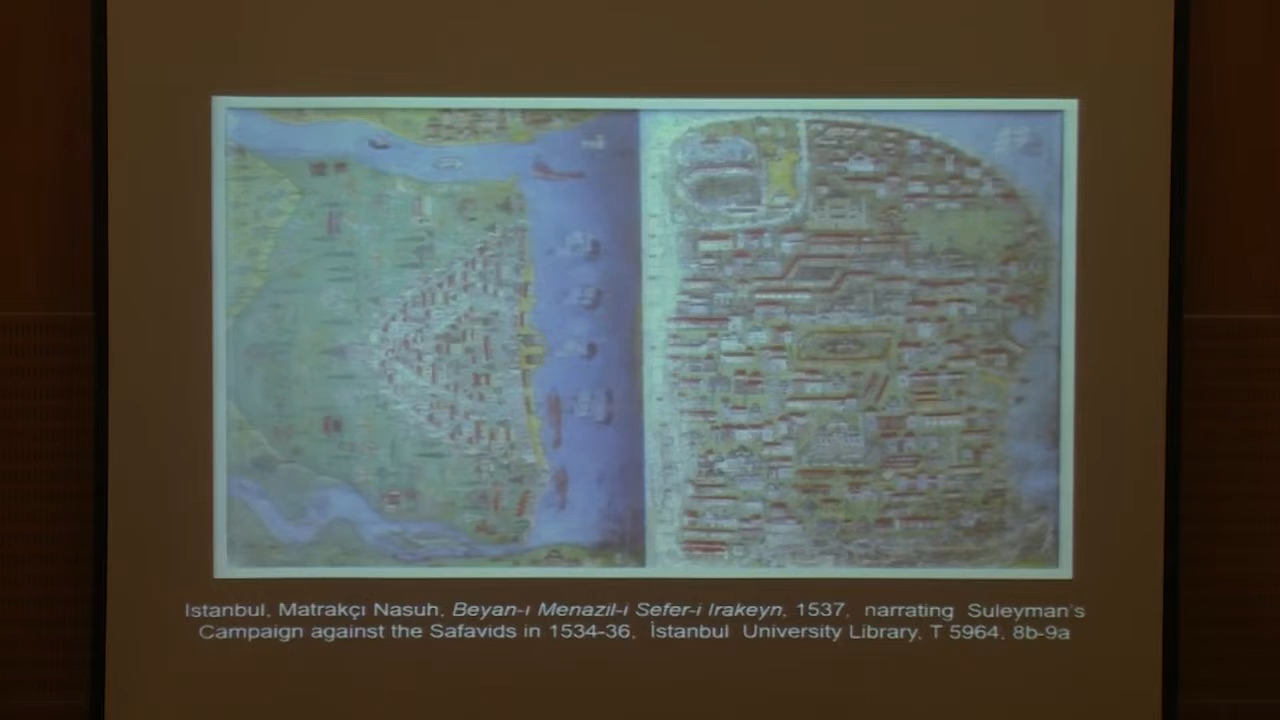 Istanbul, Matrakçı Nasuh, Beyan-ı Menazil-i Sefer-i Irakeyn, 1537, narrating Suleyman's
Campaign against the Safavids in 1534-36, İstanbul University Library, T 5964, 8b-9a